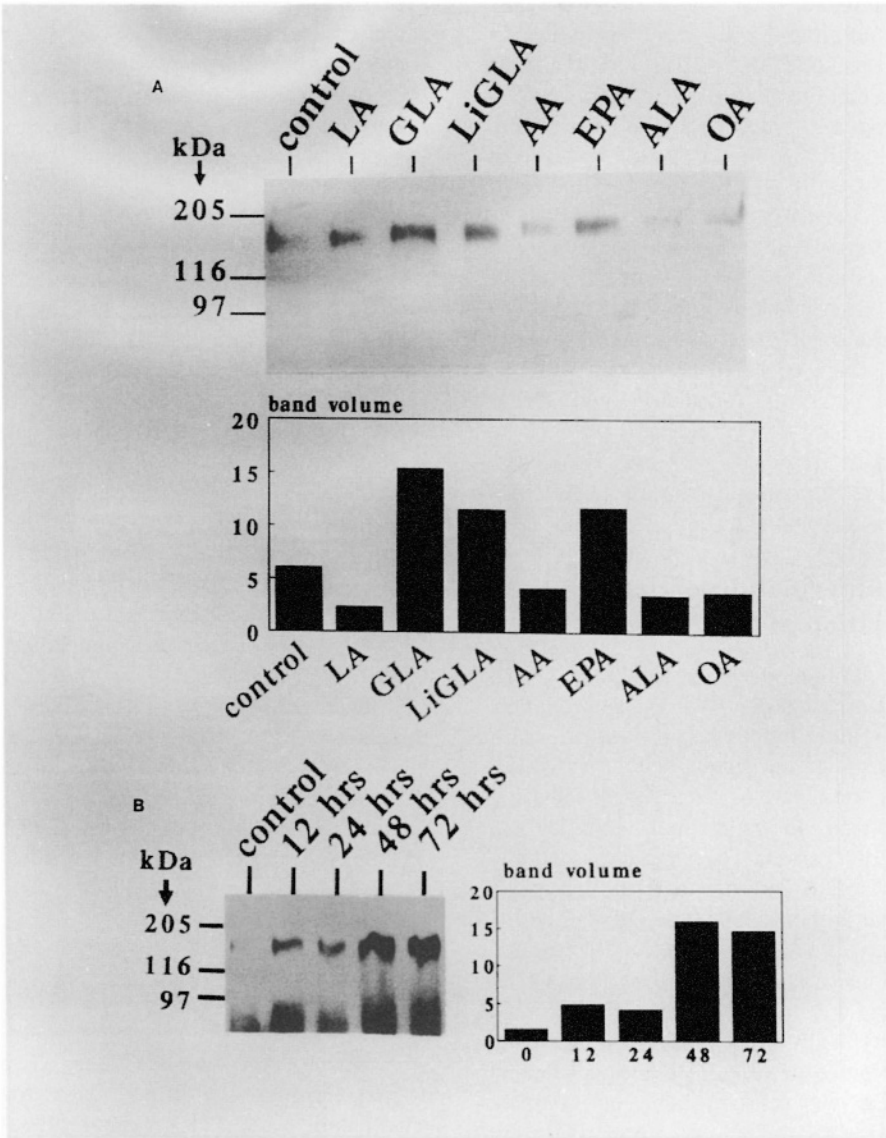 A
control LA GLA LiGLA AA EPA ALA OA
kDa
205
116
97
band volume
20
15
10
5
0
control LA GLA LiGLA AA EPA ALA OA
B
control 12 hrs 24 hrs 48 hrs 72 hrs
kDa
205
116
97
band volume
20
15
10
5
0
0 12 24 48 72